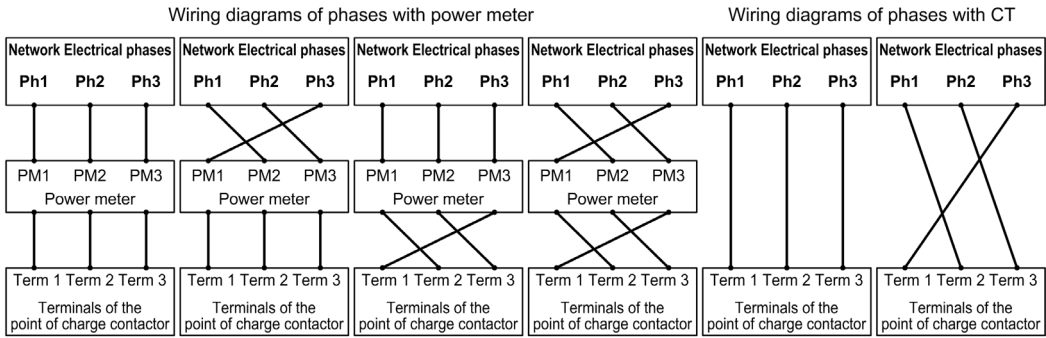 Wiring diagrams of phases with power meter
Wiring diagrams of phases with CT
Network Electrical phases
Ph1 Ph2 Ph3
PM1 PM2 PM3
Power meter
Term 1 Term 2 Term 3
Terminals of the
point of charge contactor
Network Electrical phases
Ph1 Ph2 Ph3
PM1 PM2 PM3
Power meter
Term 1 Term 2 Term 3
Terminals of the
point of charge contactor
Network Electrical phases
Ph1 Ph2 Ph3
PM1 PM2 PM3
Power meter
Term 1 Term 2 Term 3
Terminals of the
point of charge contactor
Network Electrical phases
Ph1 Ph2 Ph3
PM1 PM2 PM3
Power meter
Term 1 Term 2 Term 3
Terminals of the
point of charge contactor
Network Electrical phases
Ph1 Ph2 Ph3
Term 1 Term 2 Term 3
Terminals of the
point of charge contactor
Network Electrical phases
Ph1 Ph2 Ph3
Term 1 Term 2 Term 3
Terminals of the
point of charge contactor